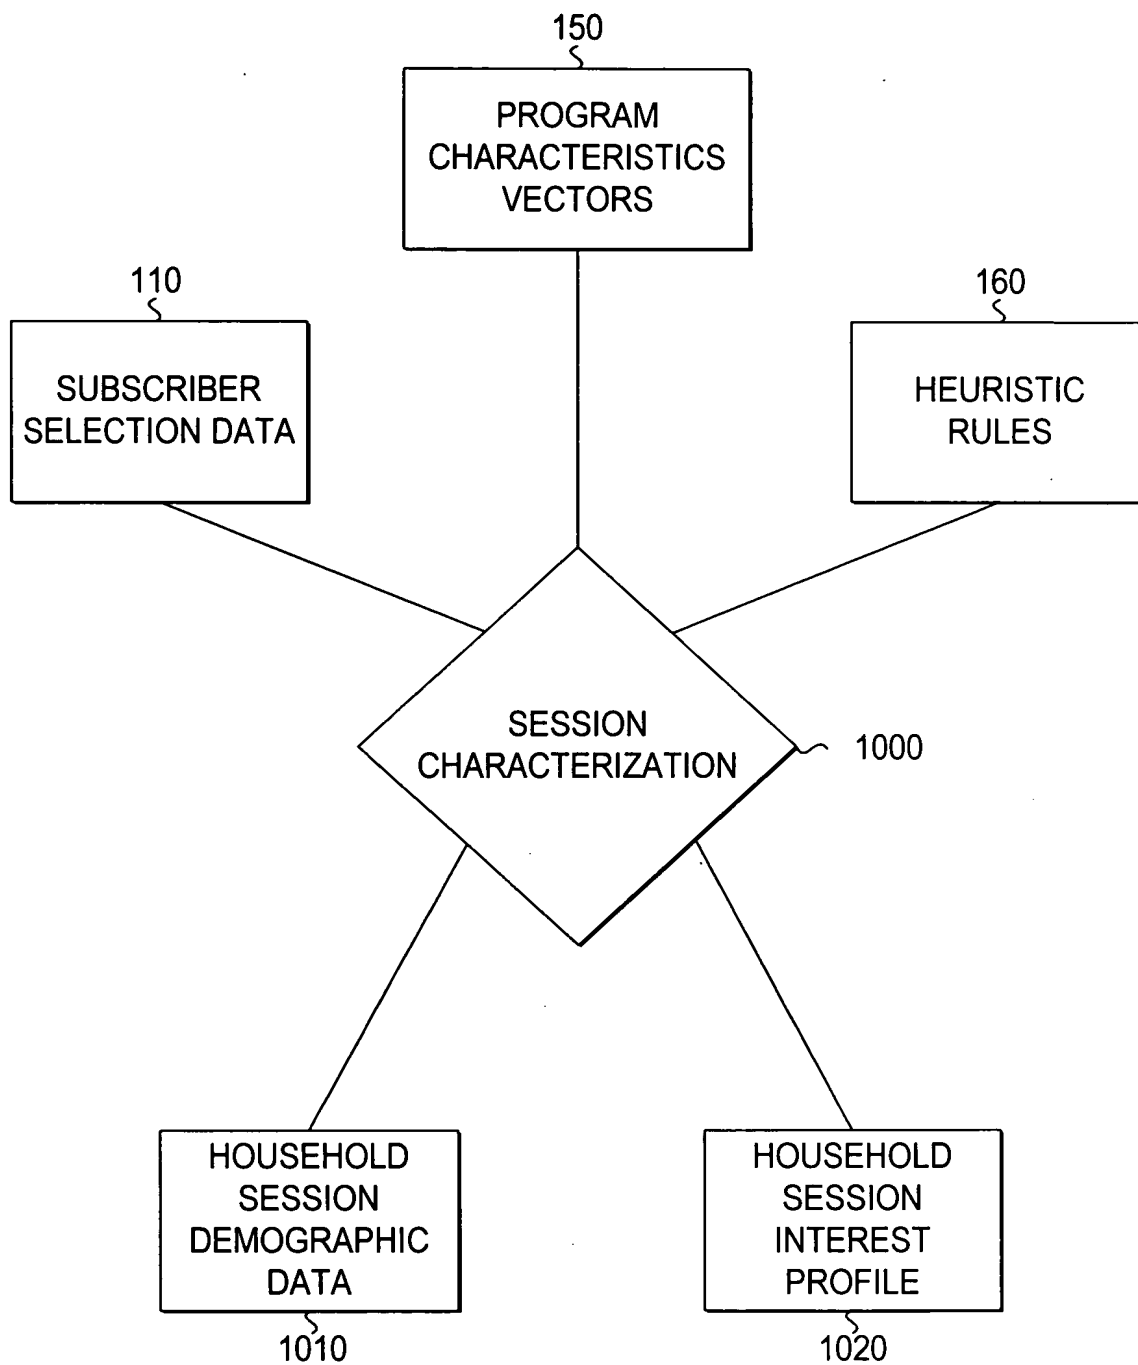 150
PROGRAM
CHARACTERISTICS
VECTORS
110
SUBSCRIBER
SELECTION DATA
160
HEURISTIC
RULES
SESSION
CHARACTERIZATION
1000
HOUSEHOLD
SESSION
DEMOGRAPHIC
DATA
1010
HOUSEHOLD
SESSION
INTEREST
PROFILE
1020